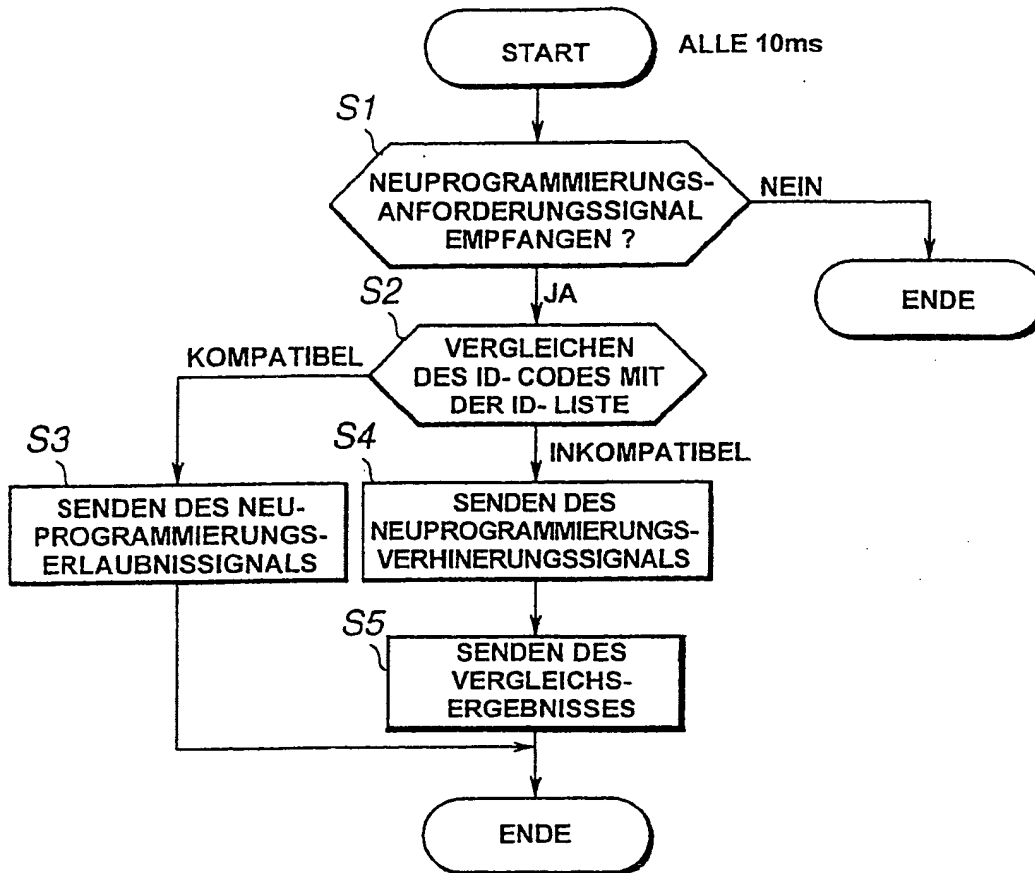 START
ALLE 10ms
S1
NEUPROGRAMMIERUNGS-
ANFORDERUNGSSIGNAL
EMPFANGEN ?
NEIN
ENDE
JA
S2
VERGLEICHEN
DES ID- CODES MIT
DER ID- LISTE
KOMPATIBEL
INKOMPATIBEL
S3
SENDEN DES NEU-
PROGRAMMIERUNGS-
ERLAUBNISSIGNALS
S4
SENDEN DES
NEUPROGRAMMIERUNGS-
VERHINERUNGSSIGNALS
S5
SENDEN DES
VERGLEICHS-
ERGEBNISSES
ENDE